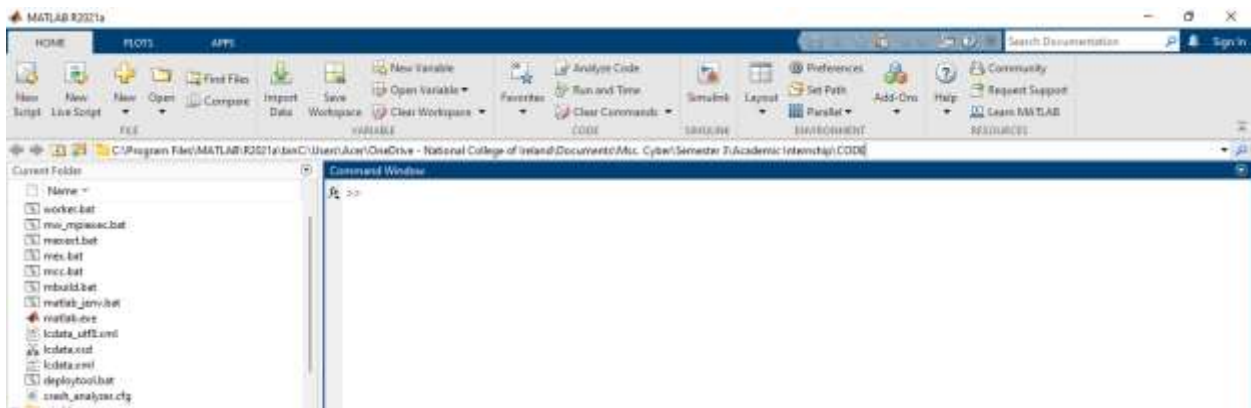 MATLAB R2021a
HOME PLOTS APPS
Search Documentation
Sign In
New Script
New Live Script
New
Open
Find Files
Compare
Import Data
Save Workspace
New Variable
Open Variable
Clear Workspace
Favorites
Analyze Code
Run and Time
Clear Commands
Simulink
Layout
Preferences
Set Path
Parallel
Add-Ons
Help
Community
Request Support
Learn MATLAB
FILE VARIABLE CODE SIMULINK ENVIRONMENT RESOURCES
C:\Program Files\MATLAB\R2021a\binC:\Users\Acer\OneDrive - National College of Ireland\Documents\Msc. Cyber\Semester 3\Academic Internship\CODE
Current Folder
Command Window
Name
fx >>
worker.bat
mw_mpiexec.bat
mexext.bat
mex.bat
mcc.bat
mbuild.bat
matlab_jenv.bat
matlab.exe
lcdata_utf8.xml
lcdata.xsd
lcdata.xml
deploytool.bat
crash_analyzer.cfg